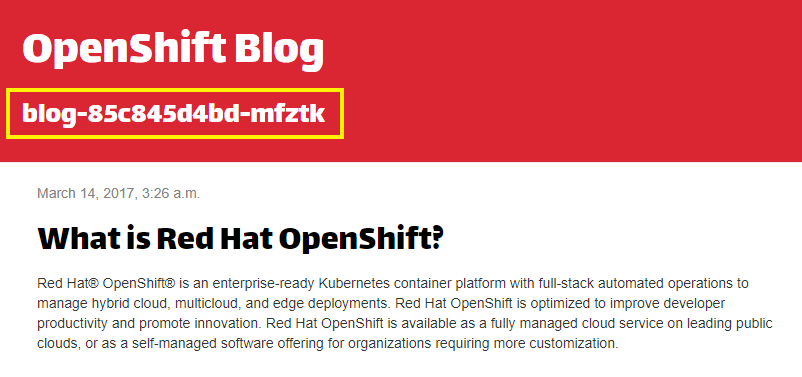 OpenShift Blog
blog-85c845d4bd-mfztk
March 14, 2017, 3:26 a.m.
What is Red Hat OpenShift?
Red Hat® OpenShift® is an enterprise-ready Kubernetes container platform with full-stack automated operations to
manage hybrid cloud, multicloud, and edge deployments. Red Hat OpenShift is optimized to improve developer
productivity and promote innovation. Red Hat OpenShift is available as a fully managed cloud service on leading public
clouds, or as a self-managed software offering for organizations requiring more customization.